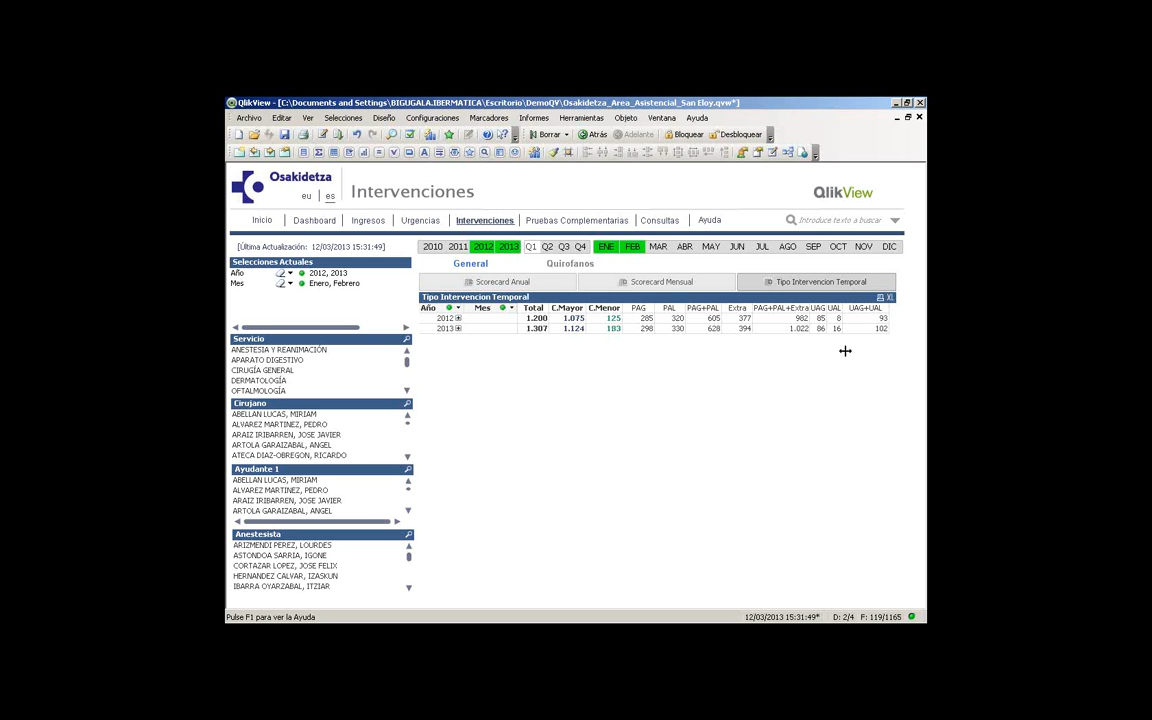 QlikView - [C:\Documents and Settings\BIGUGALA.IBERMATICA\Escritorio\DemoQV\Osakidetza_Area_Asistencial_San Eloy.qvw*]
Archivo Editar Ver Selecciones Diseño Configuraciones Marcadores Informes Herramientas Objeto Ventana Ayuda
Borrar Atrás Adelante Bloquear Desbloquear
Osakidetza
eu | es
Intervenciones
QlikView
Inicio Dashboard Ingresos Urgencias Intervenciones Pruebas Complementarias Consultas Ayuda
Introduce texto a buscar
[Última Actualización: 12/03/2013 15:31:49]
2010 2011 2012 2013 Q1 Q2 Q3 Q4 ENE FEB MAR ABR MAY JUN JUL AGO SEP OCT NOV DIC
Selecciones Actuales
Año 2012, 2013
Mes Enero, Febrero
General Quirofanos
Scorecard Anual Scorecard Mensual Tipo Intervencion Temporal
Tipo Intervencion Temporal
Año Mes Total C.Mayor C.Menor PAG PAL PAG+PAL Extra PAG+PAL+Extra UAG UAL UAG+UAL
2012 1.200 1.075 125 285 320 605 377 982 85 8 93
2013 1.307 1.124 183 298 330 628 394 1.022 86 16 102
Servicio
ANESTESIA Y REANIMACIÓN
APARATO DIGESTIVO
CIRUGÍA GENERAL
DERMATOLOGÍA
OFTALMOLOGÍA
Cirujano
ABELLAN LUCAS, MIRIAM
ALVAREZ MARTINEZ, PEDRO
ARAIZ IRIBARREN, JOSE JAVIER
ARTOLA GARAIZABAL, ANGEL
ATECA DIAZ-OBREGON, RICARDO
Ayudante 1
ABELLAN LUCAS, MIRIAM
ALVAREZ MARTINEZ, PEDRO
ARAIZ IRIBARREN, JOSE JAVIER
ARTOLA GARAIZABAL, ANGEL
Anestesista
ARIZMENDI PEREZ, LOURDES
ASTONDOA SARRIA, IGONE
CORTAZAR LOPEZ, JOSE FELIX
HERNANDEZ CALVAR, IZASKUN
IBARRA OYARZABAL, ITZIAR
Pulse F1 para ver la Ayuda
12/03/2013 15:31:49* D: 2/4 F: 119/1165